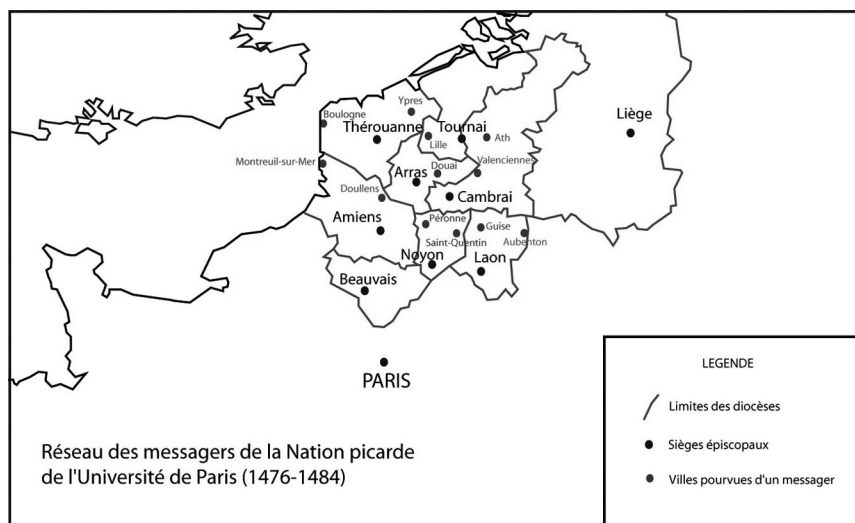 Ypres
Boulogne
Thérouanne
Tournai
Liège
Lille
Ath
Montreuil-sur-Mer
Douai
Valenciennes
Arras
Doullens
Cambrai
Amiens
Péronne
Guise
Saint-Quentin
Aubenton
Noyon
Laon
Beauvais
PARIS
LEGENDE
Limites des diocèses
Sièges épiscopaux
Villes pourvues d'un messager
Réseau des messagers de la Nation picarde
de l'Université de Paris (1476-1484)